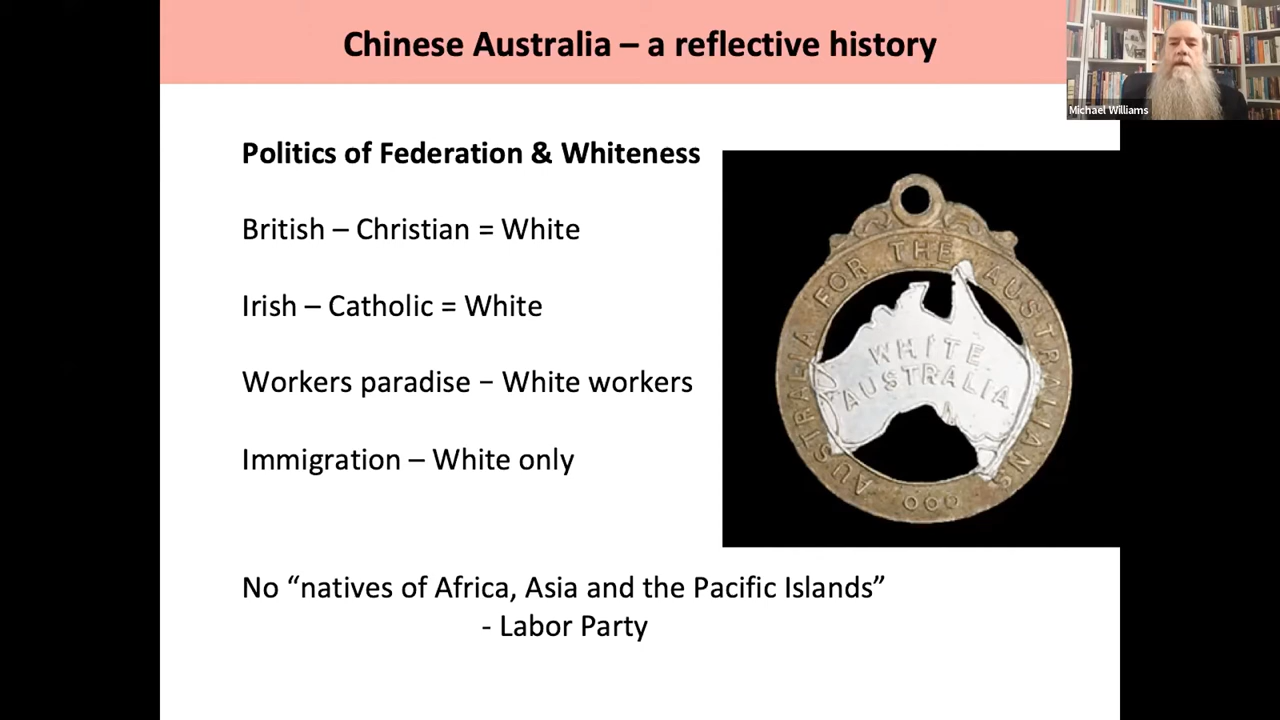 Chinese Australia – a reflective history
Michael Williams
Politics of Federation & Whiteness
British – Christian = White
Irish – Catholic = White
Workers paradise – White workers
Immigration – White only
AUSTRALIA FOR THE AUSTRALIANS
WHITE
AUSTRALIA
No “natives of Africa, Asia and the Pacific Islands”
- Labor Party